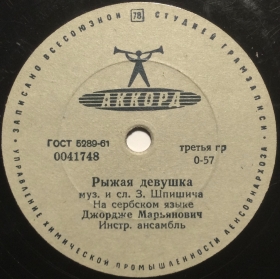 ЗАПИСАНО ВСЕСОЮЗНОЙ СТУДИЕЙ ГРАМЗАПИСИ
78
АККОРД
ГОСТ 5289-61
0041748
третья гр
0-57
Рыжая девушка
муз. и сл. З. Шпишича
На сербском языке
Джордже Марьянович
Инстр. ансамбль
УПРАВЛЕНИЕ ХИМИЧЕСКОЙ ПРОМЫШЛЕННОСТИ ЛЕНСОВНАРХОЗА